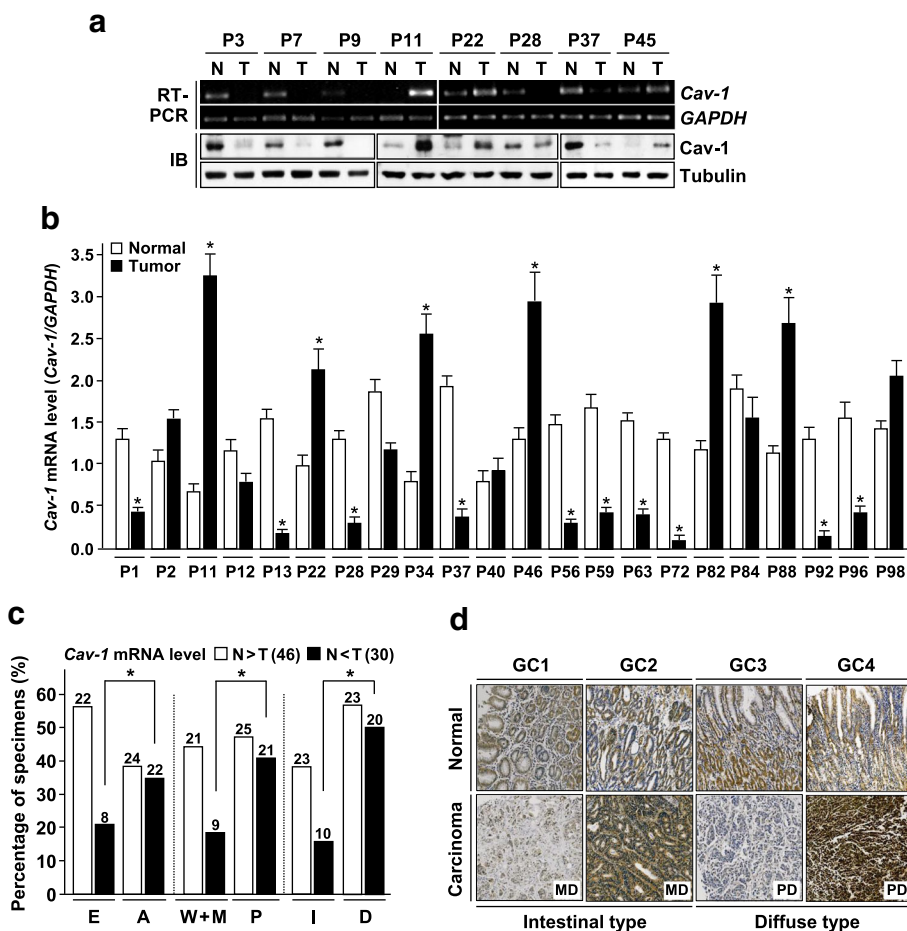 a
P3 P7 P9 P11 P22 P28 P37 P45
N T N T N T N T N T N T N T N T
RT-PCR
Cav-1
GAPDH
IB
Cav-1
Tubulin
b
Cav-1 mRNA level (Cav-1/GAPDH)
Normal
Tumor
3.5
3.0
2.5
2.0
1.5
1.0
0.5
0.0
* * * * * * * * * * * * * * * *
P1 P2 P11 P12 P13 P22 P28 P29 P34 P37 P40 P46 P56 P59 P63 P72 P82 P84 P88 P92 P96 P98
c
Cav-1 mRNA level N>T (46) N<T (30)
Percentage of specimens (%)
60
50
40
30
20
10
0
* * *
22 8 24 22 21 9 25 21 23 10 23 20
E A W+M P I D
d
GC1 GC2 GC3 GC4
Normal
Carcinoma
MD MD PD PD
Intestinal type Diffuse type